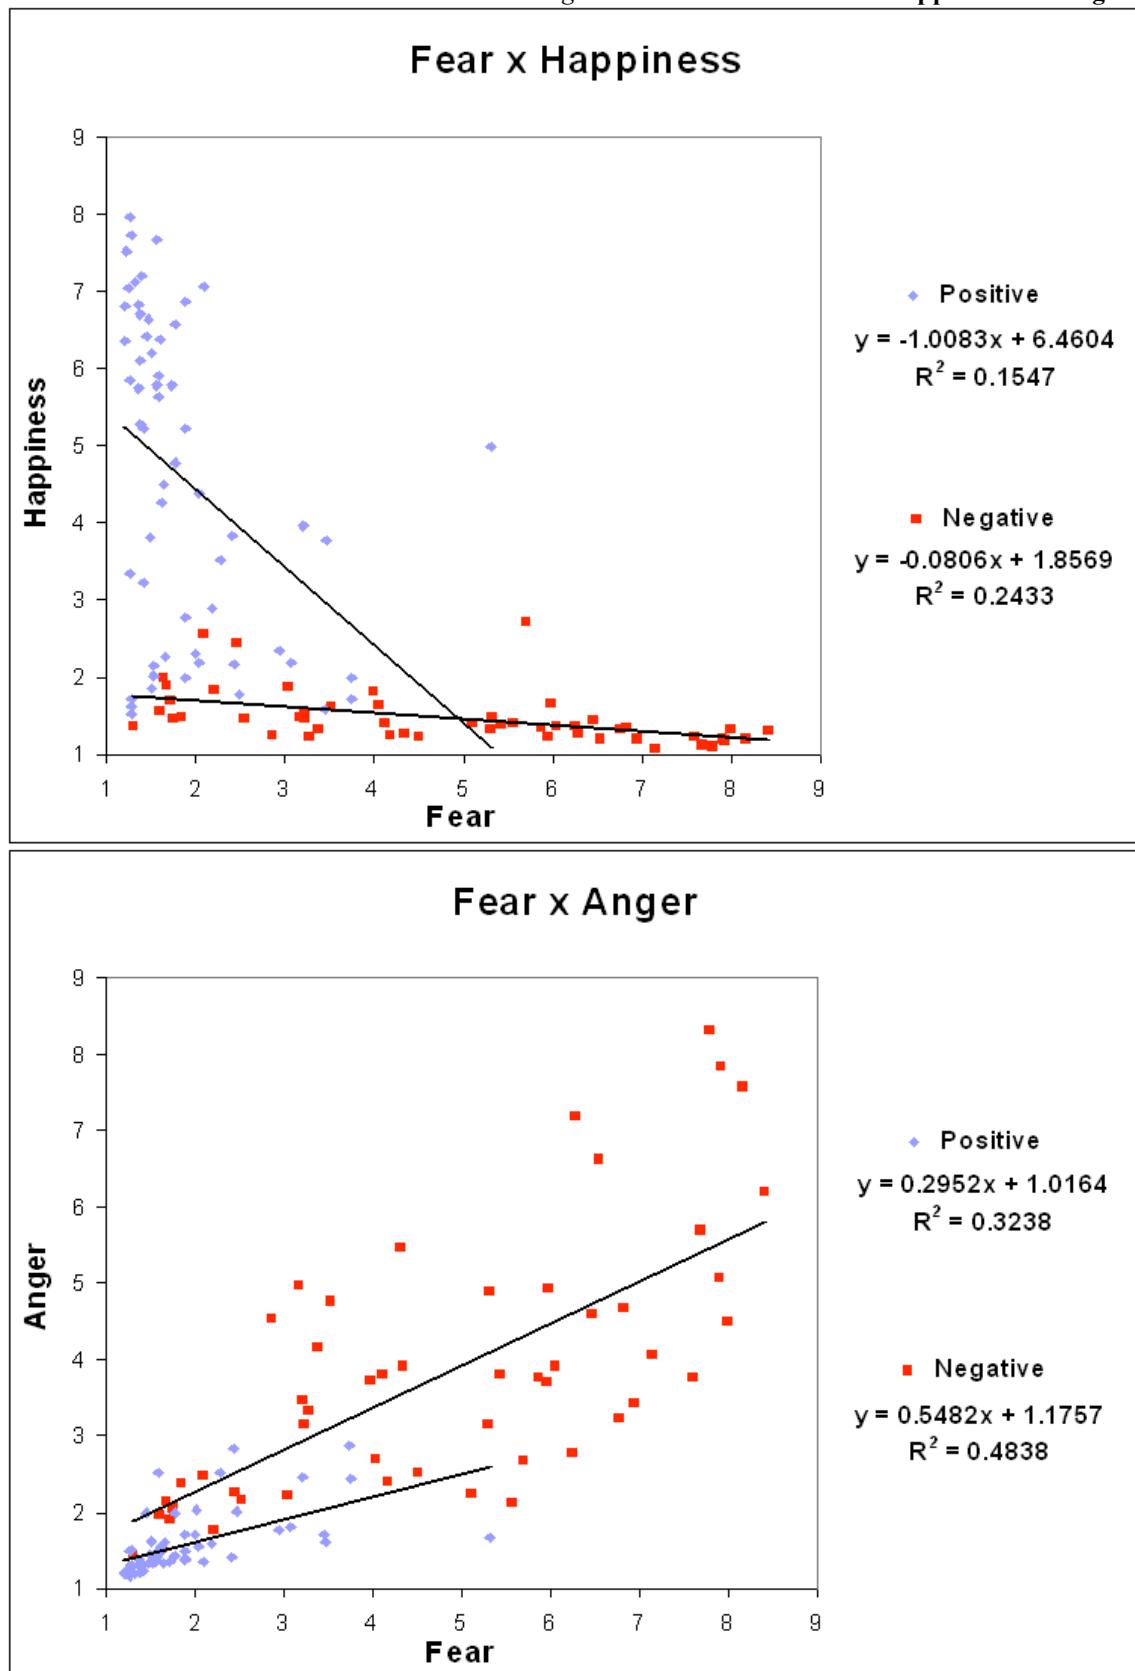 Fear x Happiness
9
8
7
6
5
4
3
2
1
Happiness
1 2 3 4 5 6 7 8 9
Fear
Positive
y = -1.0083x + 6.4604
R² = 0.1547
Negative
y = -0.0806x + 1.8569
R² = 0.2433
Fear x Anger
9
8
7
6
5
4
3
2
1
Anger
1 2 3 4 5 6 7 8 9
Fear
Positive
y = 0.2952x + 1.0164
R² = 0.3238
Negative
y = 0.5482x + 1.1757
R² = 0.4838